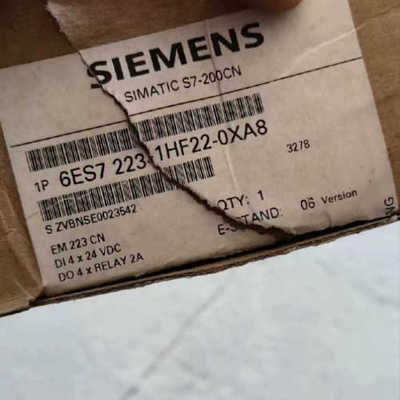 SIEMENS
SIMATIC S7-200CN
1P 6ES7 223-1HF22-0XA8
3278
S ZVBNSE0023542
QTY: 1
E-STAND: 06 Version
EM 223 CN
DI 4 x 24 VDC
DO 4 x RELAY 2A
NG